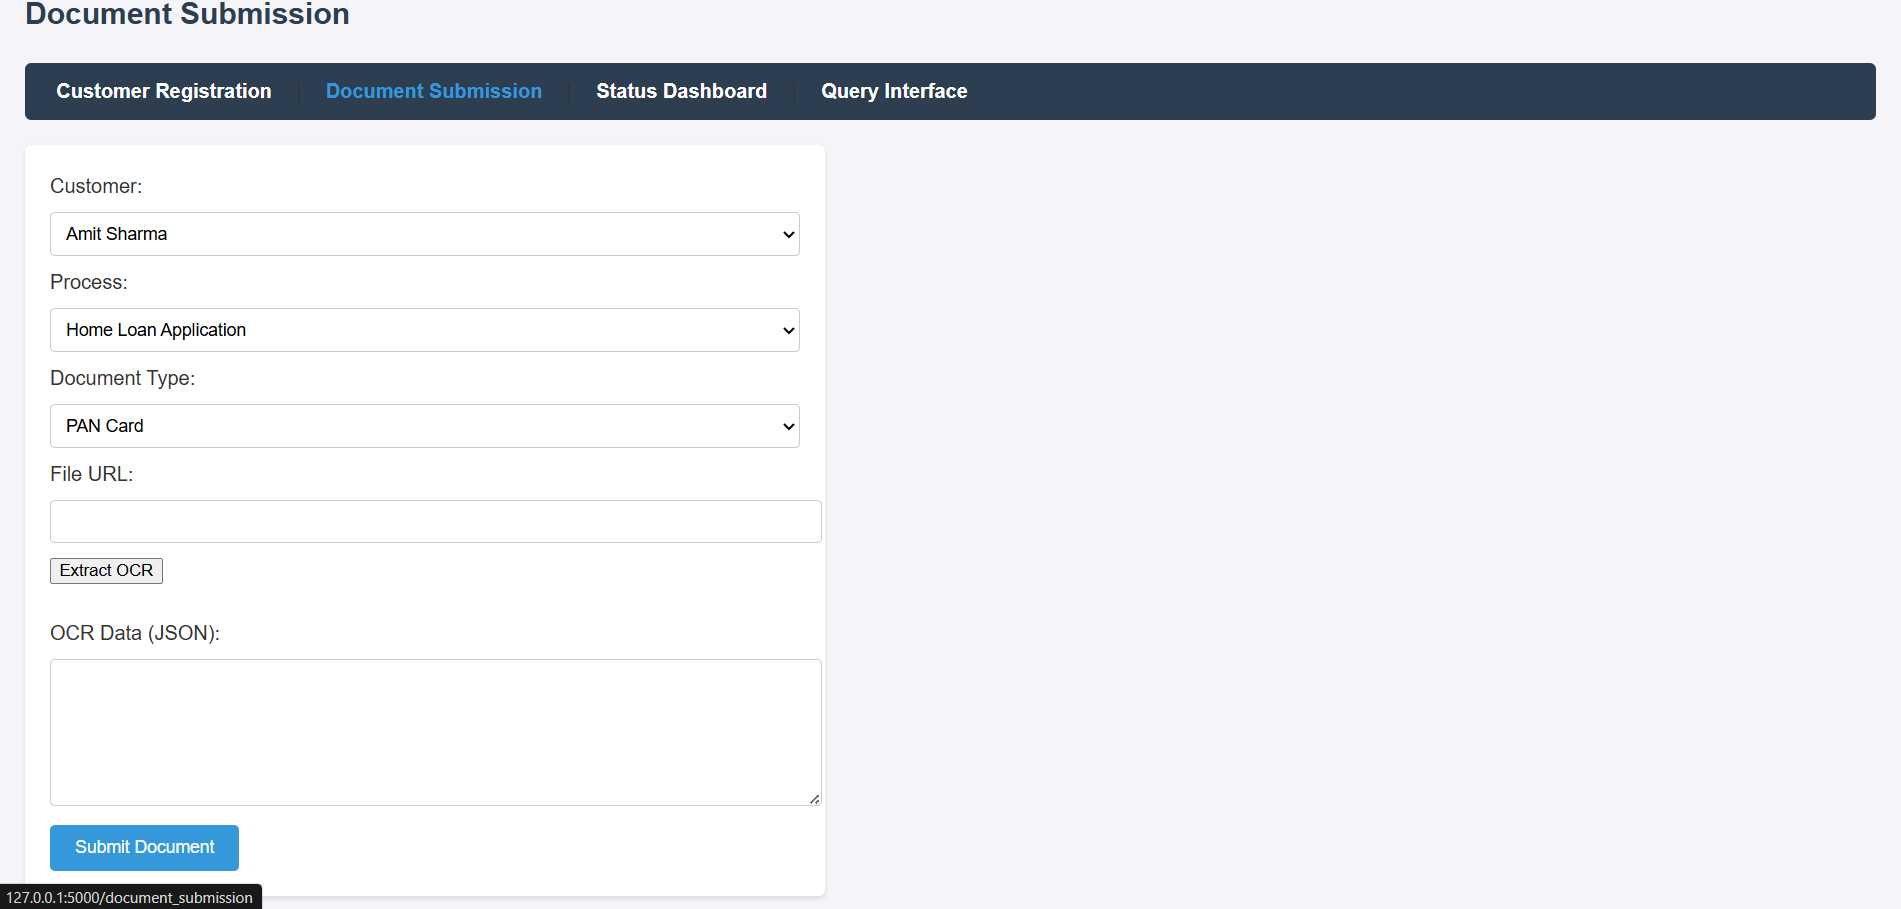 Document Submission
Customer Registration | Document Submission | Status Dashboard | Query Interface
Customer:
Amit Sharma
Process:
Home Loan Application
Document Type:
PAN Card
File URL:
Extract OCR
OCR Data (JSON):
Submit Document
127.0.0.1:5000/document_submission